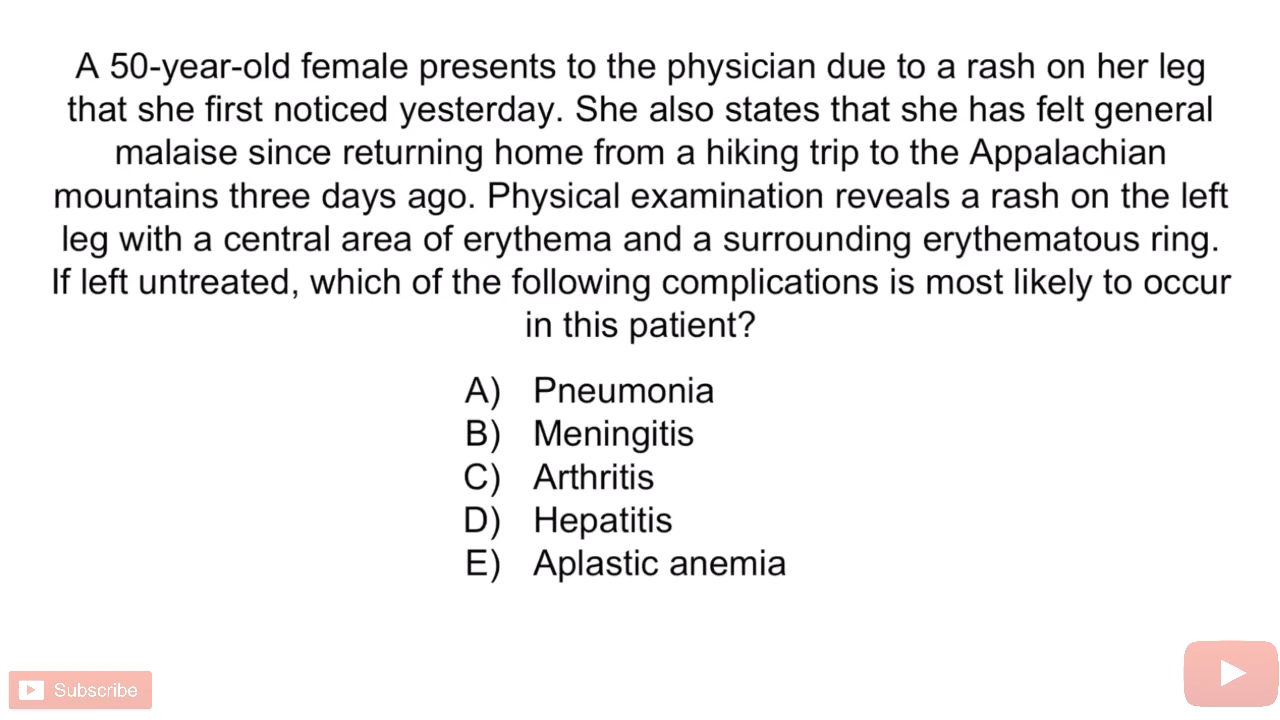 A 50-year-old female presents to the physician due to a rash on her leg
that she first noticed yesterday. She also states that she has felt general
malaise since returning home from a hiking trip to the Appalachian
mountains three days ago. Physical examination reveals a rash on the left
leg with a central area of erythema and a surrounding erythematous ring.
If left untreated, which of the following complications is most likely to occur
in this patient?
A) Pneumonia
B) Meningitis
C) Arthritis
D) Hepatitis
E) Aplastic anemia
Subscribe